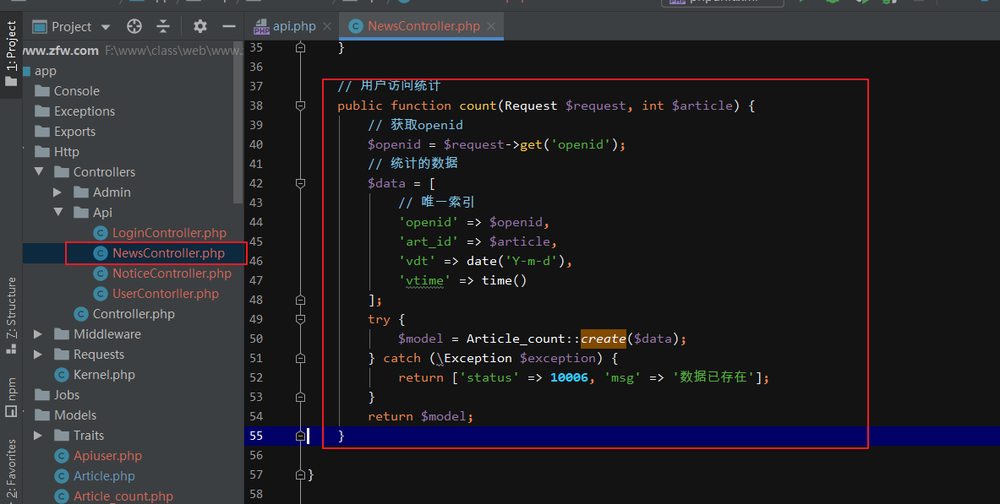 Project
api.php
NewsController.php
1: Project
www.zfw.com F:\www\class\web\www.
app
Console
Exceptions
Exports
Http
Controllers
Admin
Api
LoginController.php
NewsController.php
NoticeController.php
UserContorller.php
Controller.php
Middleware
Requests
Kernel.php
Jobs
Models
Traits
Apiuser.php
Article.php
Article_count.php
Z: Structure
npm
2: Favorites
35 }
36
37 // 用户访问统计
38 public function count(Request $request, int $article) {
39 // 获取openid
40 $openid = $request->get('openid');
41 // 统计的数据
42 $data = [
43 // 唯一索引
44 'openid' => $openid,
45 'art_id' => $article,
46 'vdt' => date('Y-m-d'),
47 'vtime' => time()
48 ];
49 try {
50 $model = Article_count::create($data);
51 } catch (\Exception $exception) {
52 return ['status' => 10006, 'msg' => '数据已存在'];
53 }
54 return $model;
55 }
56
57 }
58